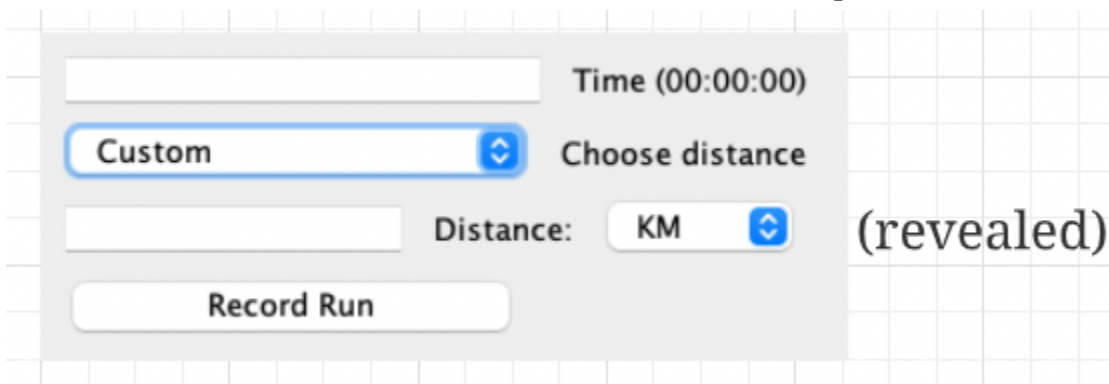 Time (00:00:00)
Custom Choose distance
Distance: KM (revealed)
Record Run